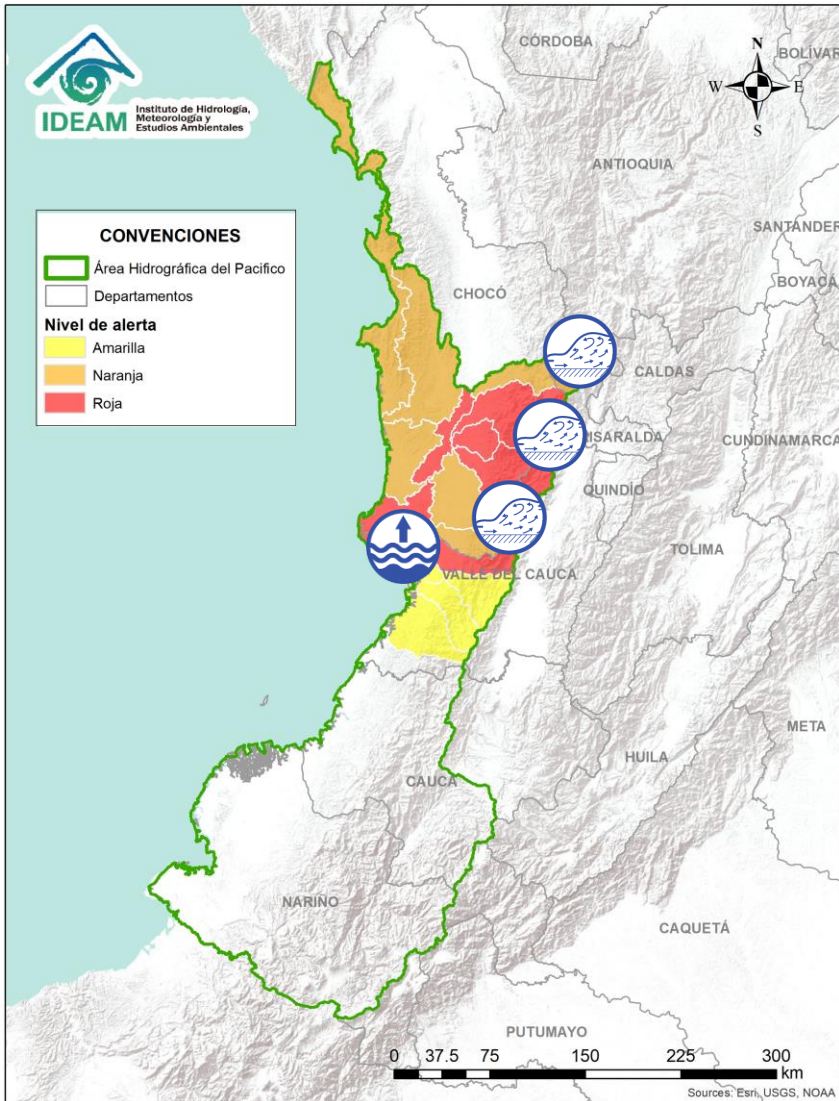 IDEAM
Instituto de Hidrología,
Meteorología y
Estudios Ambientales
CÓRDOBA
BOLÍVAR
N
W
E
S
ANTIOQUIA
SANTANDER
BOYACÁ
CONVENCIONES
Área Hidrográfica del Pacifico
Departamentos
Nivel de alerta
Amarilla
Naranja
Roja
CHOCÓ
CALDAS
ISARALDA
CUNDINAMARCA
QUINDÍO
TOLIMA
VALLE DEL CAUCA
META
HUILA
CAUCA
NARIÑO
CAQUETÁ
PUTUMAYO
0 37.5 75 150 225 300
km
Sources: Esri, USGS, NOAA